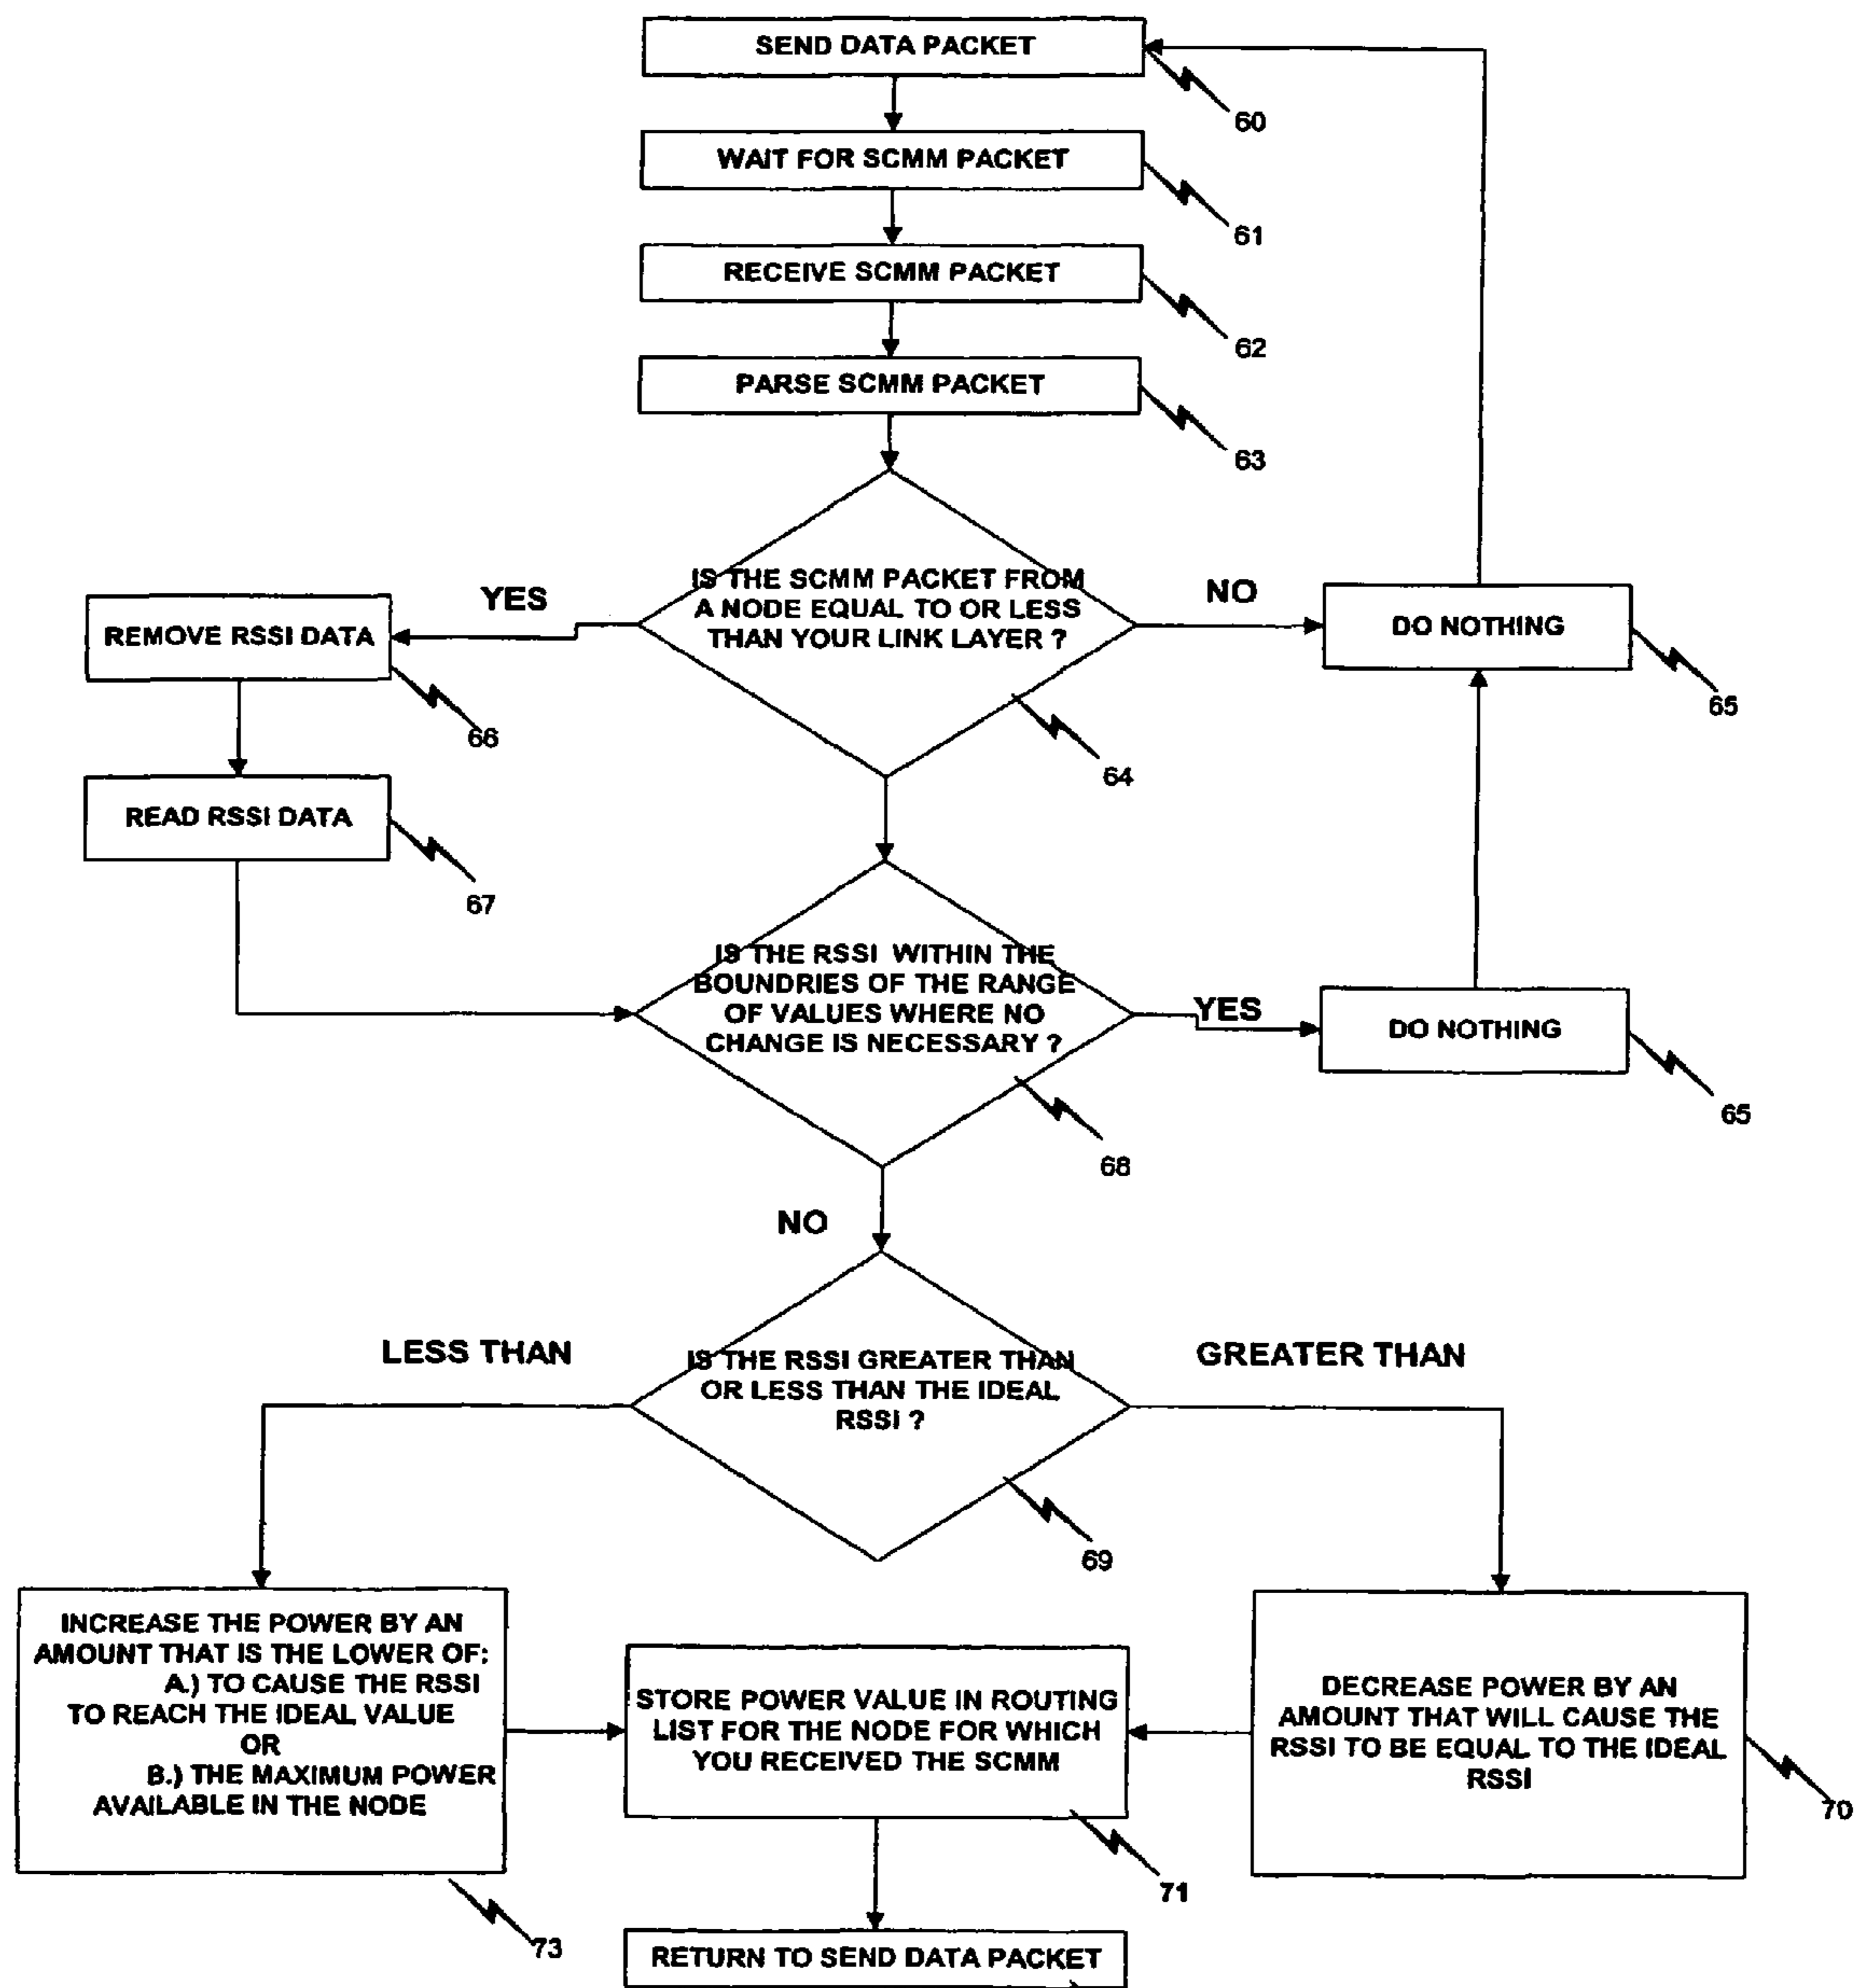 SEND DATA PACKET
60
WAIT FOR SCMM PACKET
61
RECEIVE SCMM PACKET
62
PARSE SCMM PACKET
63
IS THE SCMM PACKET FROM
A NODE EQUAL TO OR LESS
THAN YOUR LINK LAYER ?
64
YES
NO
REMOVE RSSI DATA
66
DO NOTHING
65
READ RSSI DATA
67
IS THE RSSI WITHIN THE
BOUNDRIES OF THE RANGE
OF VALUES WHERE NO
CHANGE IS NECESSARY ?
68
YES
DO NOTHING
65
NO
IS THE RSSI GREATER THAN
OR LESS THAN THE IDEAL
RSSI ?
69
LESS THAN
GREATER THAN
INCREASE THE POWER BY AN
AMOUNT THAT IS THE LOWER OF:
A.) TO CAUSE THE RSSI
TO REACH THE IDEAL VALUE
OR
B.) THE MAXIMUM POWER
AVAILABLE IN THE NODE
73
STORE POWER VALUE IN ROUTING
LIST FOR THE NODE FOR WHICH
YOU RECEIVED THE SCMM
71
DECREASE POWER BY AN
AMOUNT THAT WILL CAUSE THE
RSSI TO BE EQUAL TO THE IDEAL
RSSI
70
RETURN TO SEND DATA PACKET